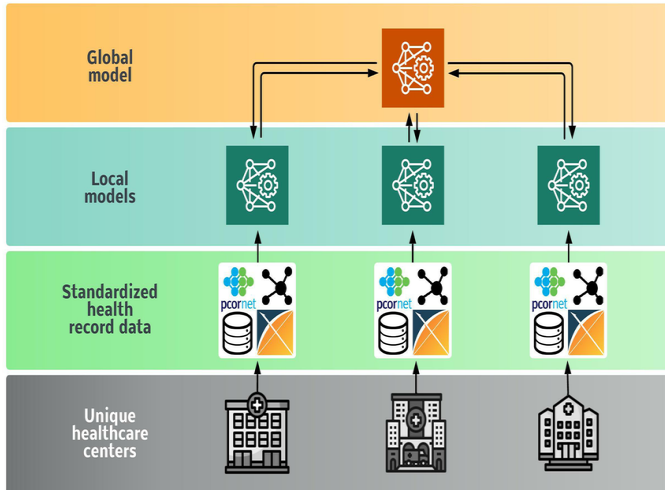 Global
model
Local
models
Standardized
health
record data
pcornet
pcornet
pcornet
Unique
healthcare
centers